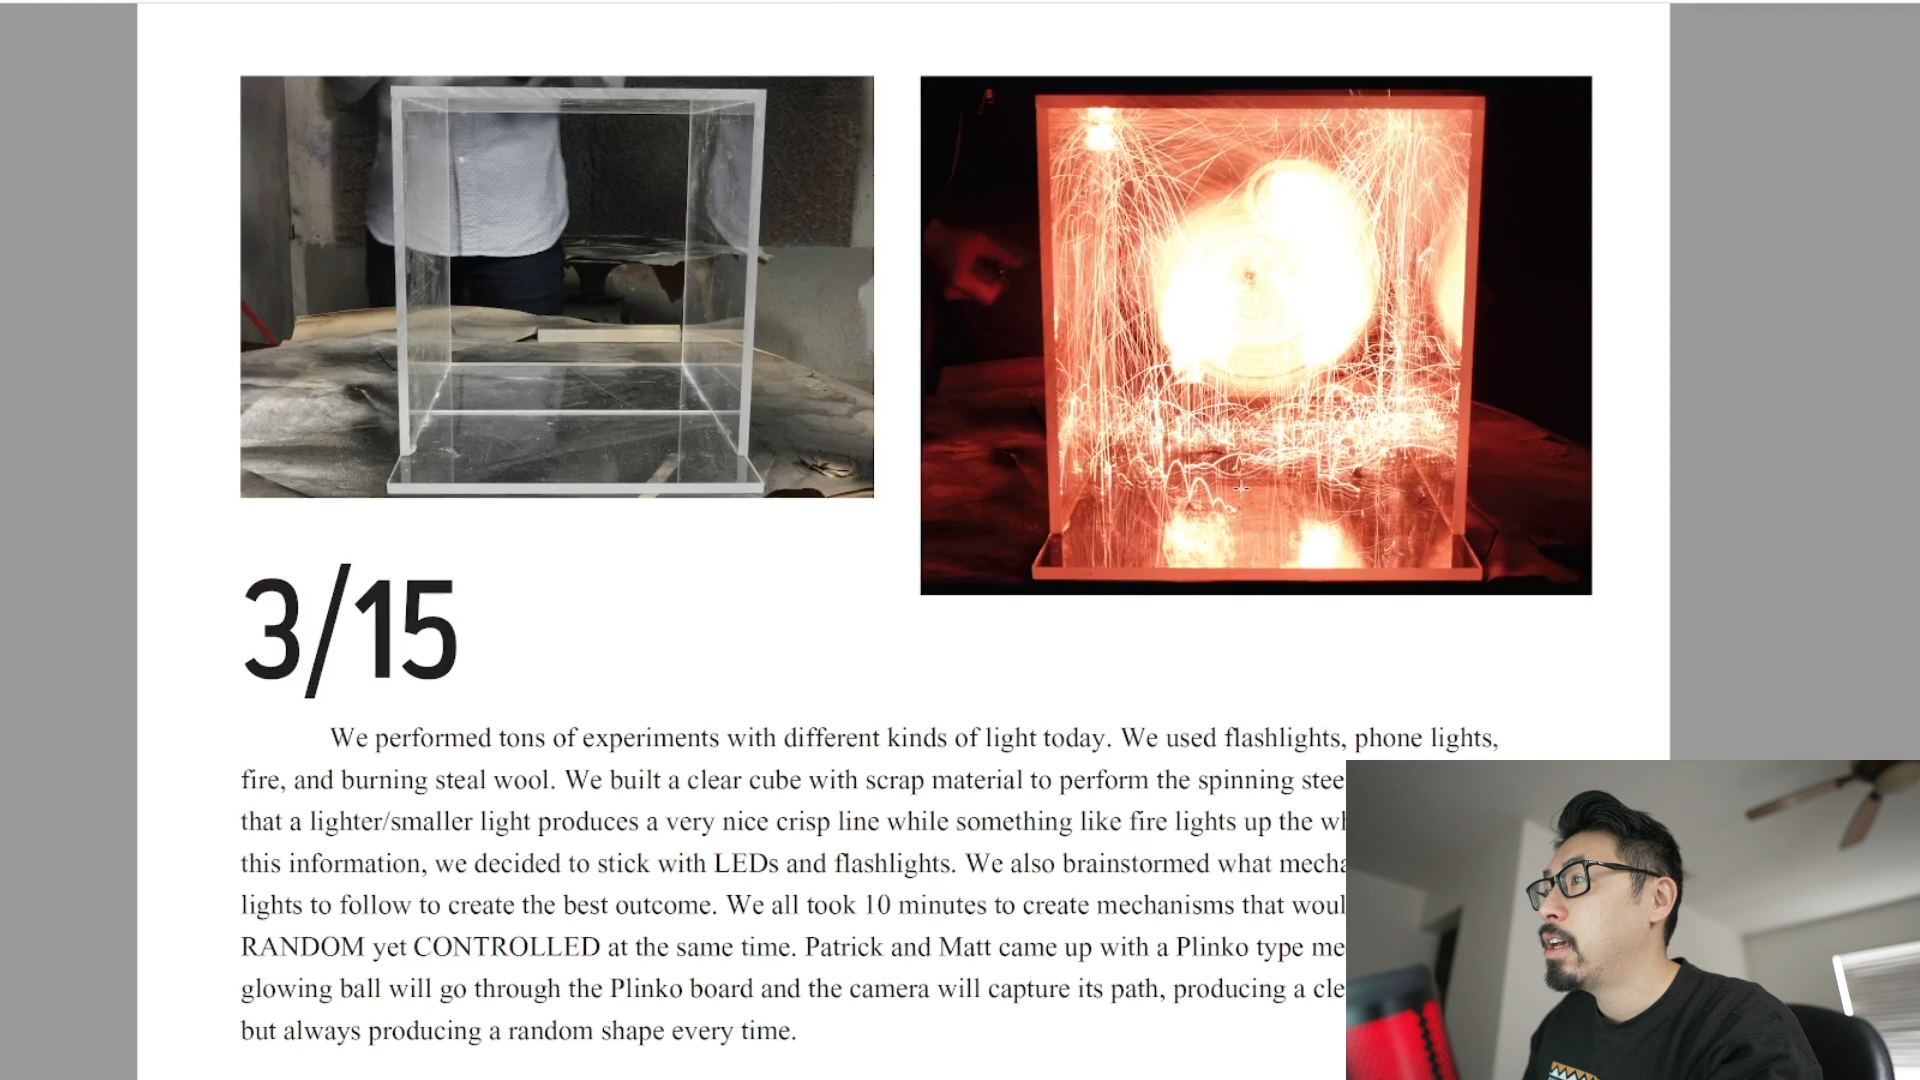 3/15
We performed tons of experiments with different kinds of light today. We used flashlights, phone lights,
fire, and burning steal wool. We built a clear cube with scrap material to perform the spinning stee
that a lighter/smaller light produces a very nice crisp line while something like fire lights up the
this information, we decided to stick with LEDs and flashlights. We also brainstormed what mecha
lights to follow to create the best outcome. We all took 10 minutes to create mechanisms that
RANDOM yet CONTROLLED at the same time. Patrick and Matt came up with a Plinko type me
glowing ball will go through the Plinko board and the camera will capture its path, producing a cle
but always producing a random shape every time.